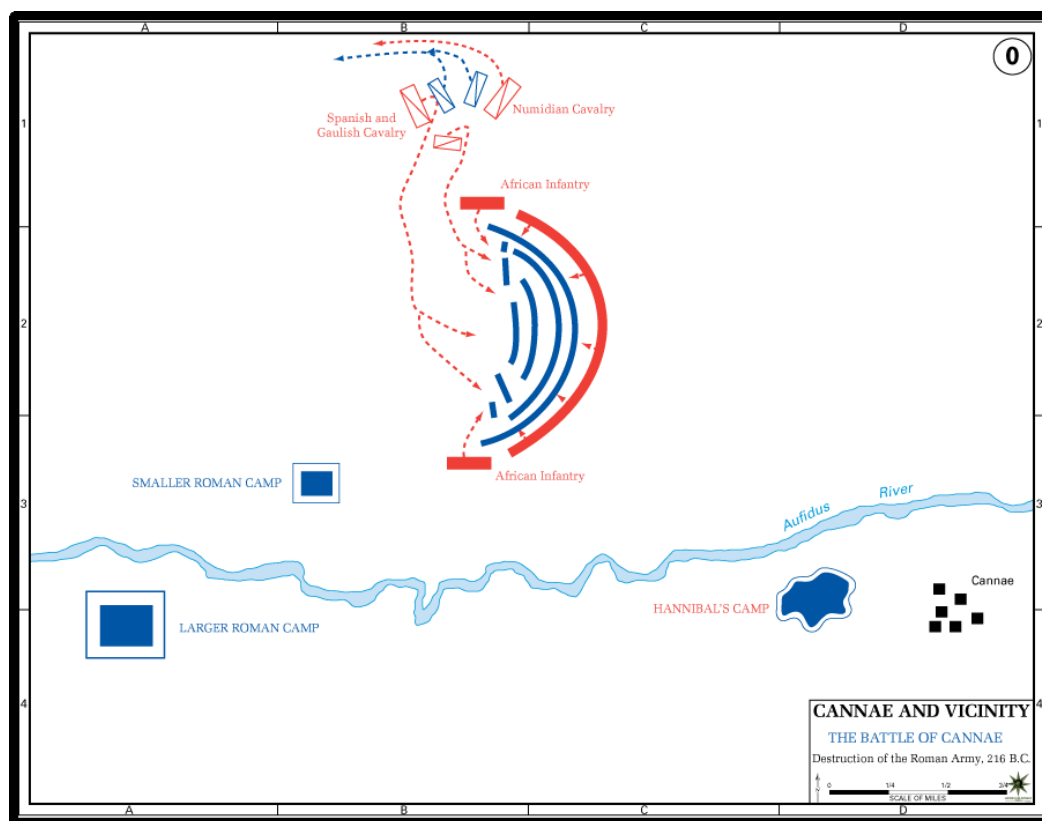 A
B
C
D
0
1
1
Spanish and
Gaulish Cavalry
Numidian Cavalry
African Infantry
2
2
African Infantry
SMALLER ROMAN CAMP
3
3
Aufidus River
Cannae
HANNIBAL'S CAMP
LARGER ROMAN CAMP
4
4
CANNAE AND VICINITY
THE BATTLE OF CANNAE
Destruction of the Roman Army, 216 B.C.
N
0 1/4 1/2 3/4
SCALE OF MILES
A
B
C
D